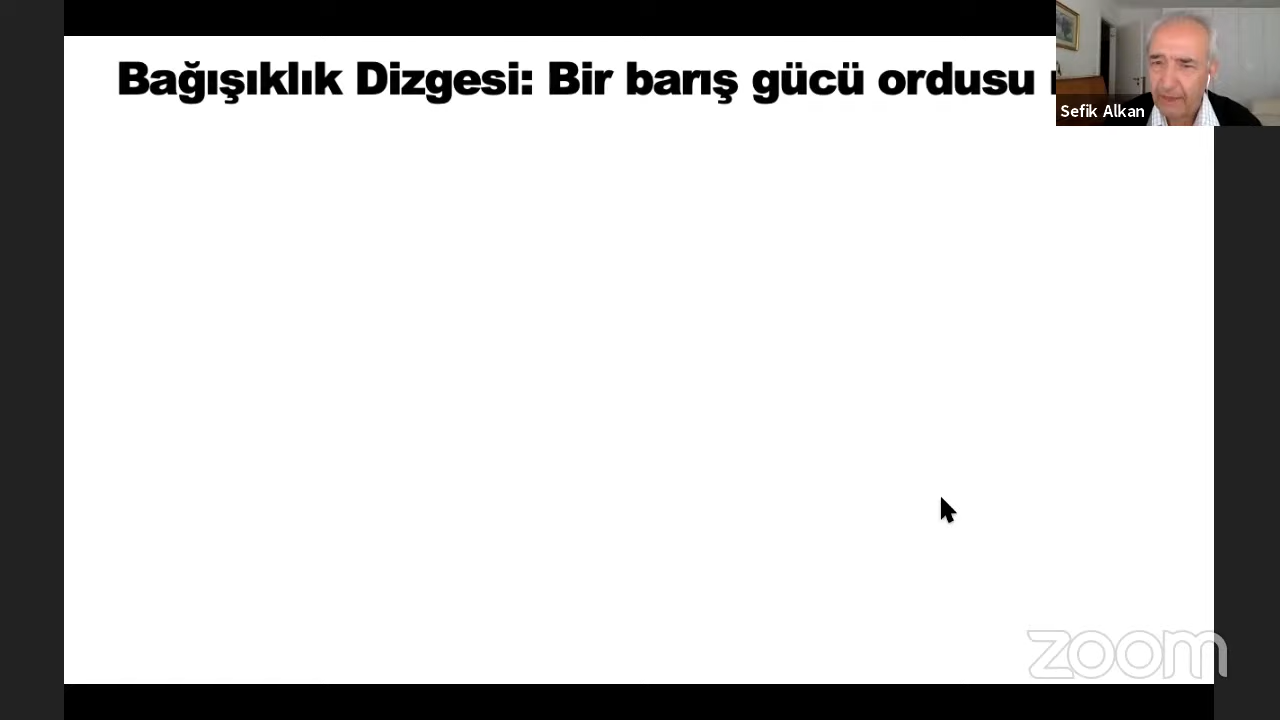 Bağışıklık Dizgesi: Bir barış gücü ordusu
Sefik Alkan
zoom